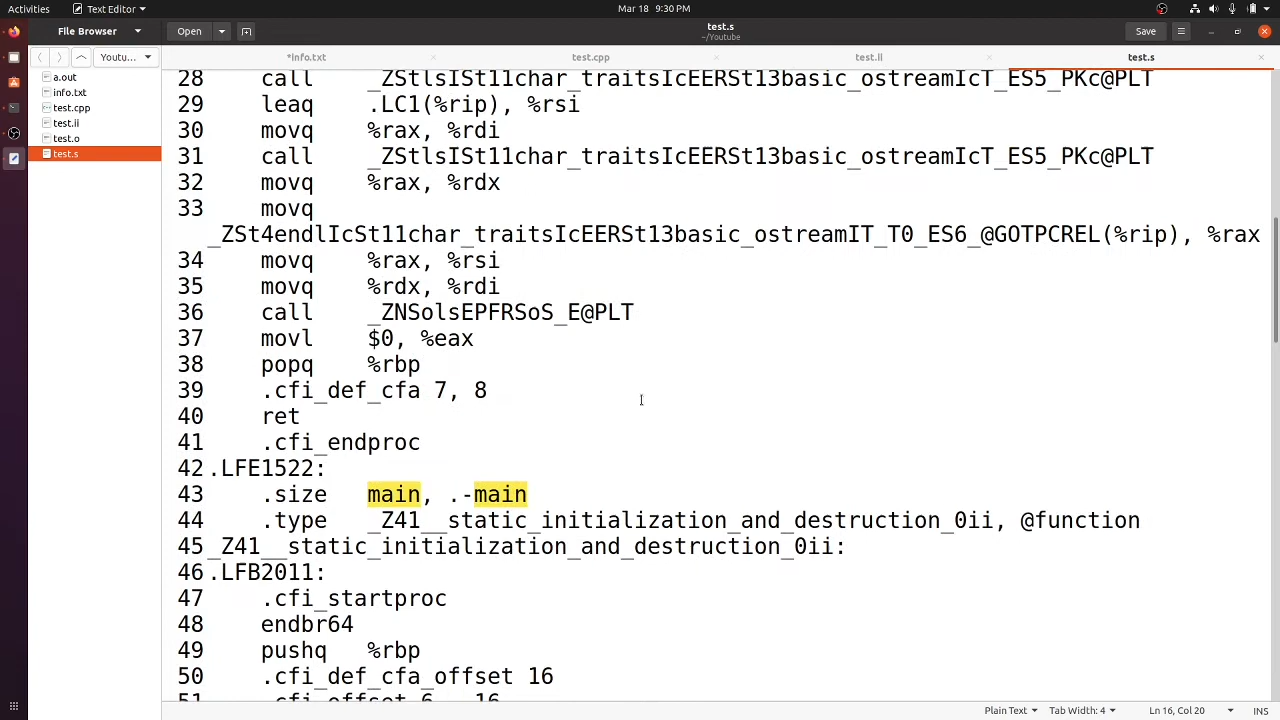 Activities
Text Editor
Mar 18 9:30 PM
File Browser
Open
test.s
~/Youtube
Save
Youtu...
*info.txt
test.cpp
test.ii
test.s
a.out
info.txt
test.cpp
test.ii
test.o
test.s
28 call _ZStlsISt11char_traitsIcEERSt13basic_ostreamIcT_ES5_PKc@PLT
29 leaq .LC1(%rip), %rsi
30 movq %rax, %rdi
31 call _ZStlsISt11char_traitsIcEERSt13basic_ostreamIcT_ES5_PKc@PLT
32 movq %rax, %rdx
33 movq
_ZSt4endlIcSt11char_traitsIcEERSt13basic_ostreamIT_T0_ES6_@GOTPCREL(%rip), %rax
34 movq %rax, %rsi
35 movq %rdx, %rdi
36 call _ZNSolsEPFRSoS_E@PLT
37 movl $0, %eax
38 popq %rbp
39 .cfi_def_cfa 7, 8
40 ret
41 .cfi_endproc
42 .LFE1522:
43 .size main, .-main
44 .type _Z41__static_initialization_and_destruction_0ii, @function
45 _Z41__static_initialization_and_destruction_0ii:
46 .LFB2011:
47 .cfi_startproc
48 endbr64
49 pushq %rbp
50 .cfi_def_cfa_offset 16
51 .cfi_offset 6, -16
Plain Text
Tab Width: 4
Ln 16, Col 20
INS